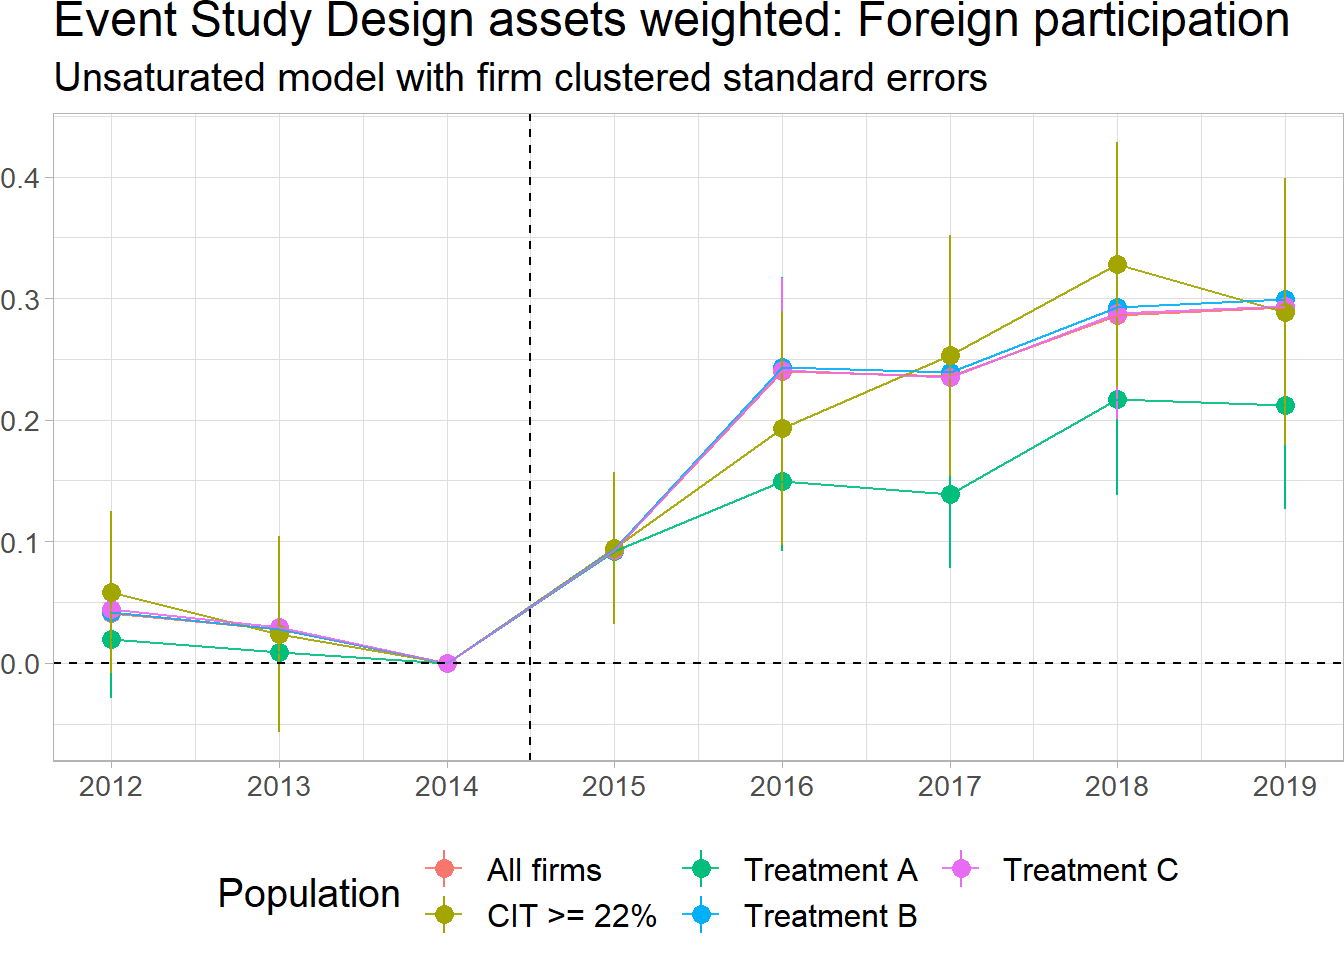 Event Study Design assets weighted: Foreign participation
Unsaturated model with firm clustered standard errors
0.4
0.3
0.2
0.1
0.0
2012 2013 2014 2015 2016 2017 2018 2019
Population
All firms
CIT >= 22%
Treatment A
Treatment B
Treatment C